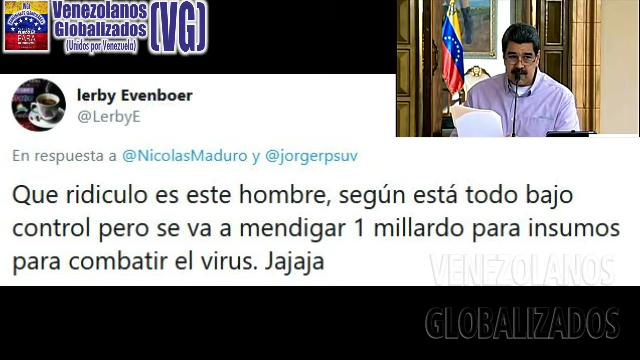 Venezolanos
Globalizados
(Unidos por Venezuela)
(VG)
lerby Evenboer
@LerbyE
En respuesta a @NicolasMaduro y @jorgerpsuv
Que ridiculo es este hombre, según está todo bajo
control pero se va a mendigar 1 millardo para insumos
para combatir el virus. Jajaja
VENEZOLANOS
GLOBALIZADOS